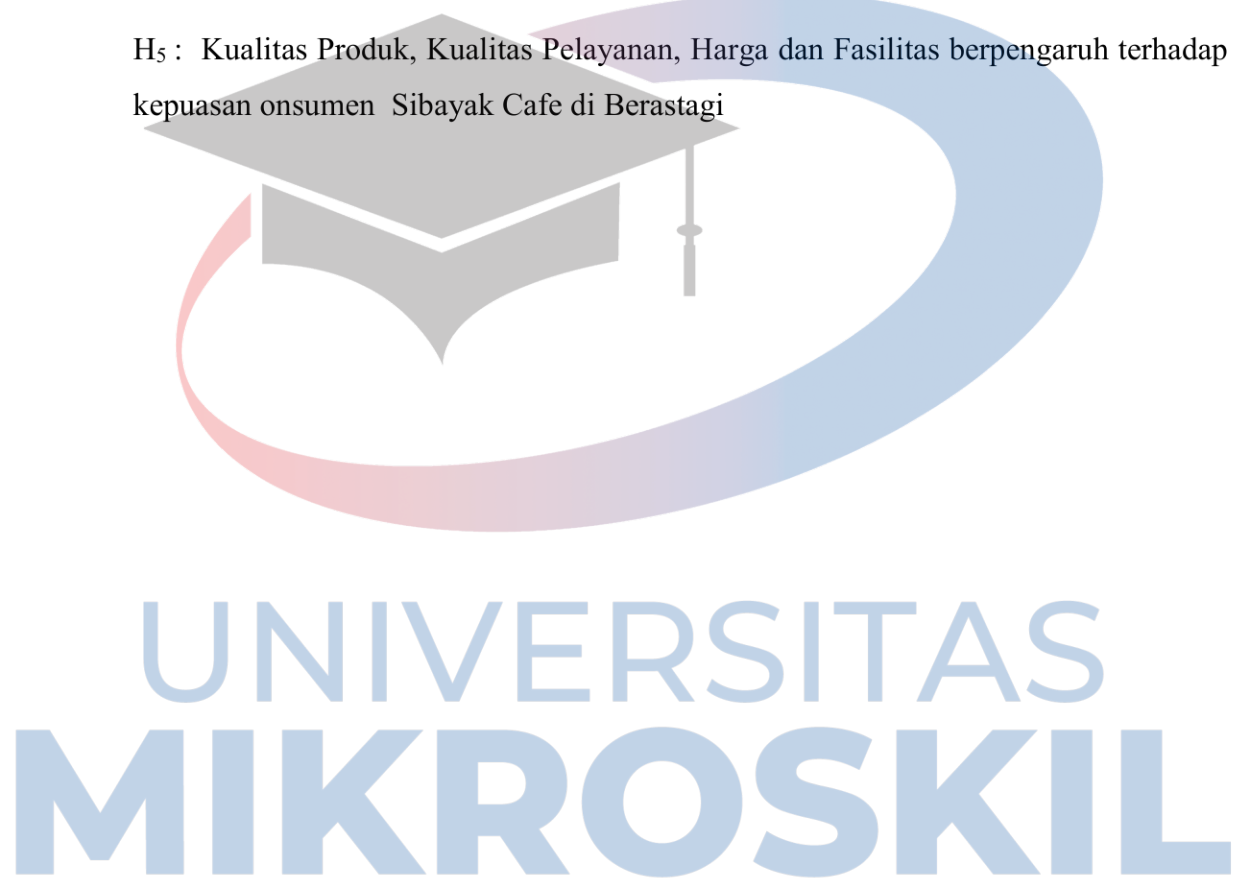 H₅ : Kualitas Produk, Kualitas Pelayanan, Harga dan Fasilitas berpengaruh terhadap
kepuasan onsumen Sibayak Cafe di Berastagi
UNIVERSITAS
MIKROSKIL